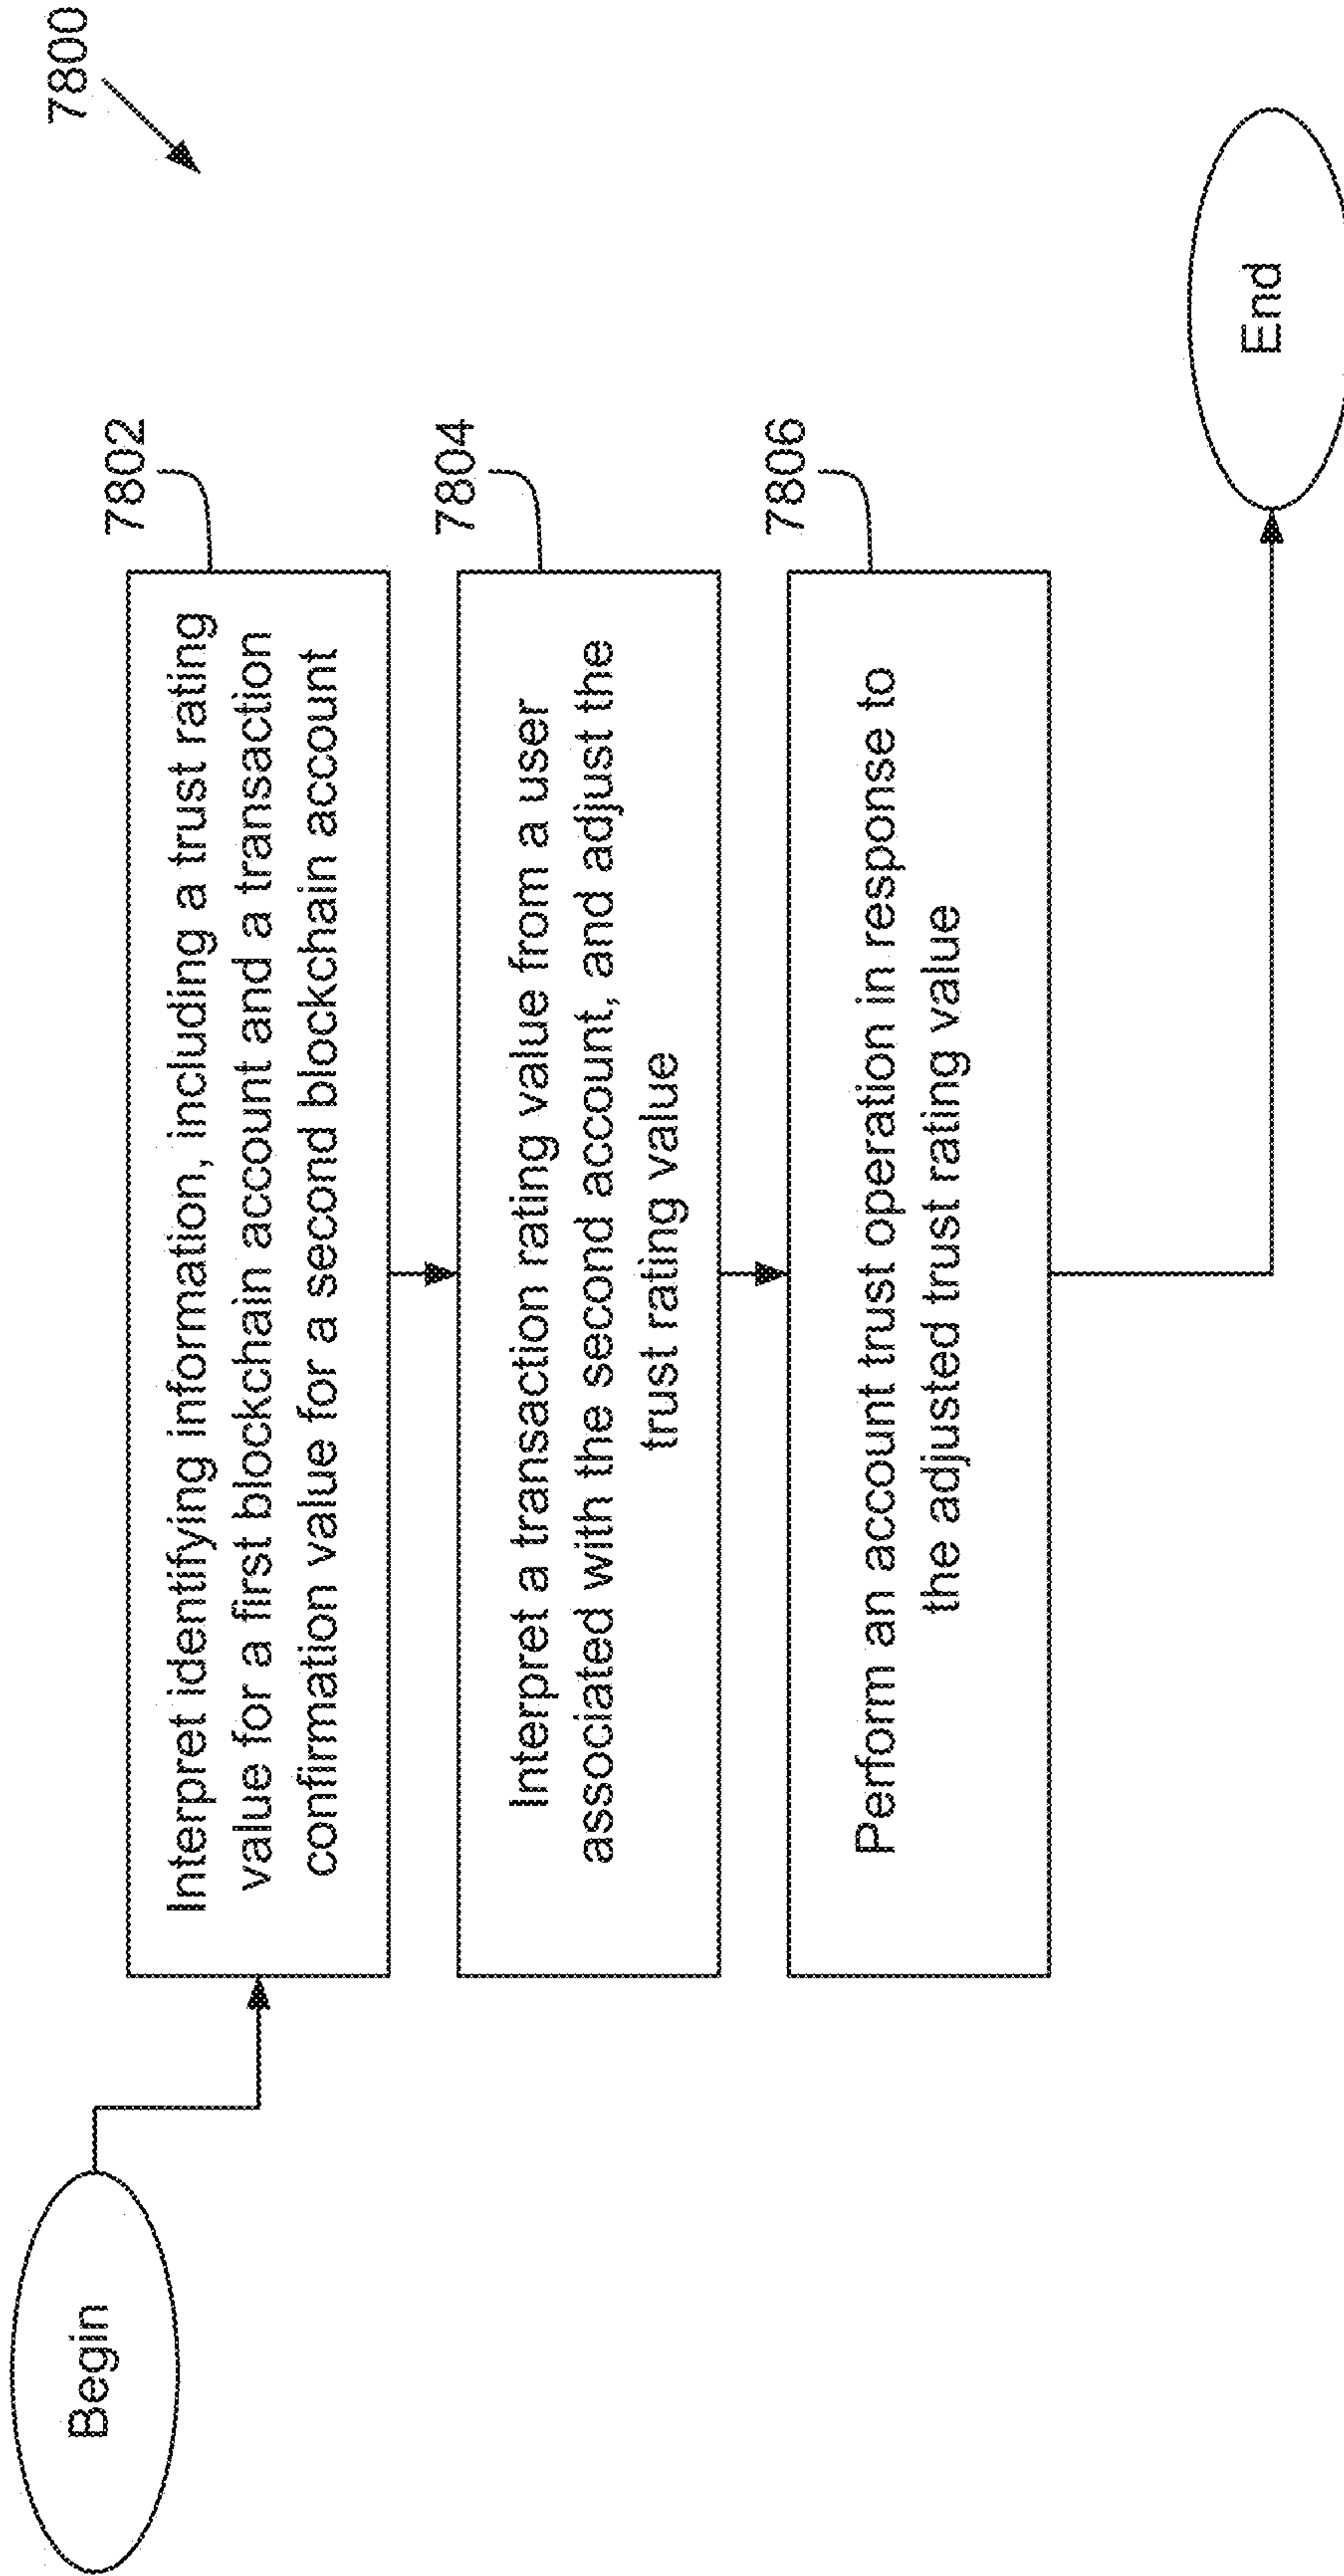 7800
Begin
7802
Interpret identifying information, including a trust rating
value for a first blockchain account and a transaction
confirmation value for a second blockchain account
7804
Interpret a transaction rating value from a user
associated with the second account, and adjust the
trust rating value
7806
Perform an account trust operation in response to
the adjusted trust rating value
End